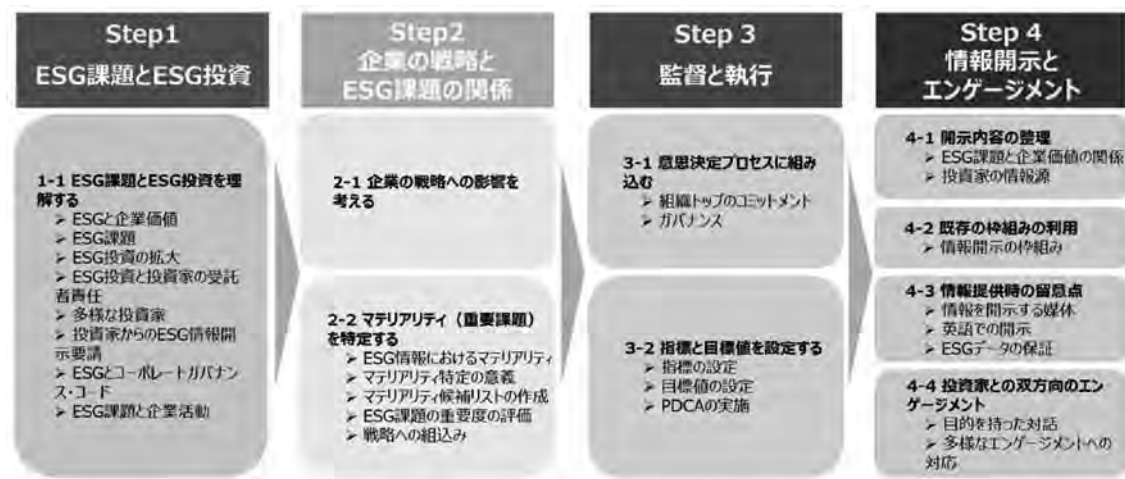 Step1
ESG課題とESG投資
1-1 ESG課題とESG投資を理
解する
➢ ESGと企業価値
➢ ESG課題
➢ ESG投資の拡大
➢ ESG投資と投資家の受託
者責任
➢ 多様な投資家
➢ 投資家からのESG情報開
示要請
➢ ESGとコーポレートガバナン
ス・コード
➢ ESG課題と企業活動
Step2
企業の戦略と
ESG課題の関係
2-1 企業の戦略への影響を
考える
2-2 マテリアリティ（重要課題）
を特定する
➢ ESG情報におけるマテリアリティ
➢ マテリアリティ特定の意義
➢ マテリアリティ候補リストの作成
➢ ESG課題の重要度の評価
➢ 戦略への組込み
Step 3
監督と執行
3-1 意思決定プロセスに組み
込む
➢ 組織トップのコミットメント
➢ ガバナンス
3-2 指標と目標値を設定する
➢ 指標の設定
➢ 目標値の設定
➢ PDCAの実施
Step 4
情報開示と
エンゲージメント
4-1 開示内容の整理
➢ ESG課題と企業価値の関係
➢ 投資家の情報源
4-2 既存の枠組みの利用
➢ 情報開示の枠組み
4-3 情報提供時の留意点
➢ 情報を開示する媒体
➢ 英語での開示
➢ ESGデータの保証
4-4 投資家との双方向のエン
ゲージメント
➢ 目的を持った対話
➢ 多様なエンゲージメントへの
対応